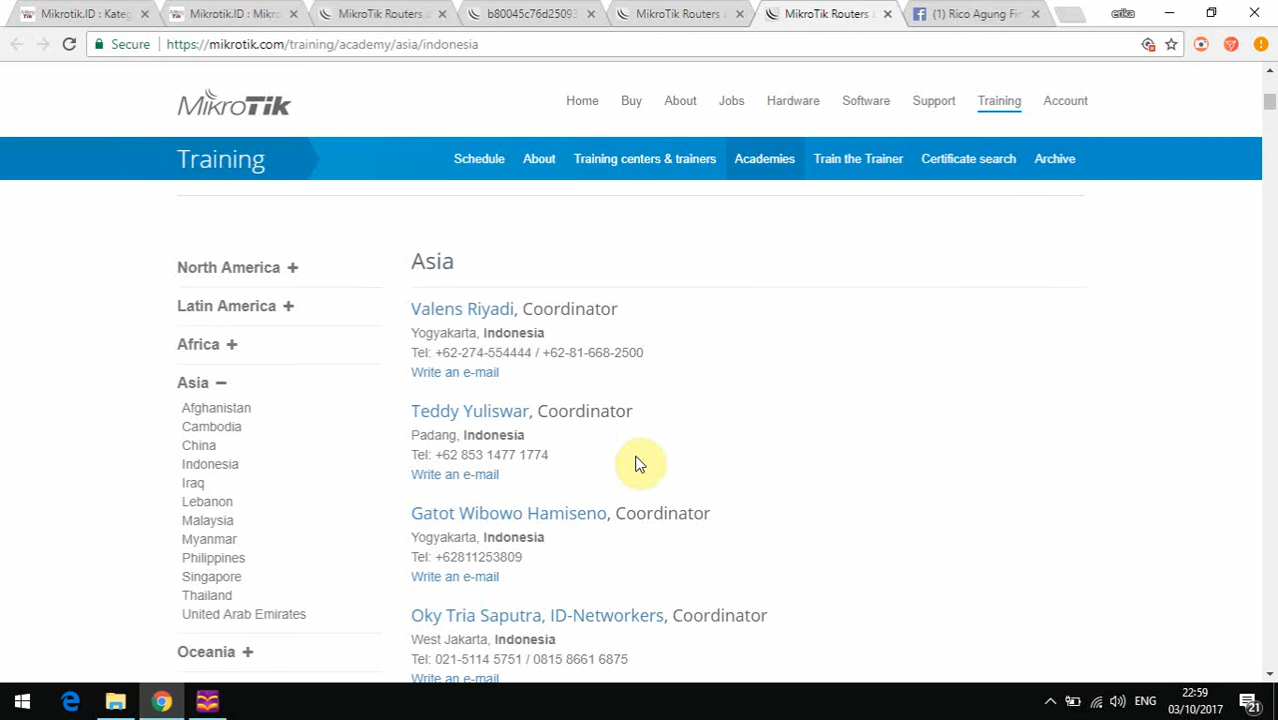 Mikrotik.ID : Kateg
Mikrotik.ID : Mikro
MikroTik Routers a
b80045c76d25093
MikroTik Routers a
MikroTik Routers a
(1) Rico Agung Fir
erika
Secure
https://mikrotik.com/training/academy/asia/indonesia
MikroTik
Home Buy About Jobs Hardware Software Support Training Account
Training
Schedule About Training centers & trainers Academies Train the Trainer Certificate search Archive
North America +
Latin America +
Africa +
Asia −
Afghanistan
Cambodia
China
Indonesia
Iraq
Lebanon
Malaysia
Myanmar
Philippines
Singapore
Thailand
United Arab Emirates
Oceania +
Asia
Valens Riyadi, Coordinator
Yogyakarta, Indonesia
Tel: +62-274-554444 / +62-81-668-2500
Write an e-mail
Teddy Yuliswar, Coordinator
Padang, Indonesia
Tel: +62 853 1477 1774
Write an e-mail
Gatot Wibowo Hamiseno, Coordinator
Yogyakarta, Indonesia
Tel: +62811253809
Write an e-mail
Oky Tria Saputra, ID-Networkers, Coordinator
West Jakarta, Indonesia
Tel: 021-5114 5751 / 0815 8661 6875
Write an e-mail
ENG
22:59
03/10/2017
21